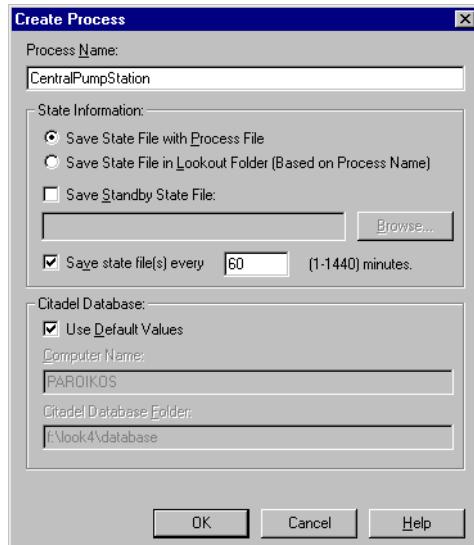 Create Process
Process Name:
CentralPumpStation
State Information:
Save State File with Process File
Save State File in Lookout Folder (Based on Process Name)
Save Standby State File:
Browse...
Save state file(s) every 60 (1-1440) minutes.
Citadel Database:
Use Default Values
Computer Name:
PAROIKOS
Citadel Database Folder:
f:\look4\database
OK Cancel Help